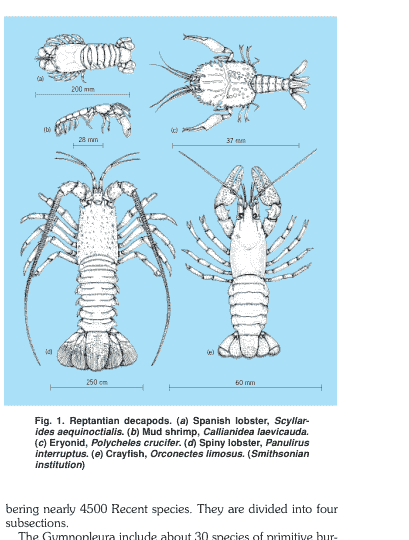 (a)
200 mm
(b)
28 mm
(c)
37 mm
(d)
250 cm
(e)
60 mm
Fig. 1. Reptantian decapods. (a) Spanish lobster, Scyllar-
ides aequinoctialis. (b) Mud shrimp, Callianidea laevicauda.
(c) Eryonid, Polycheles crucifer. (d) Spiny lobster, Panulirus
interruptus. (e) Crayfish, Orconectes limosus. (Smithsonian
institution)
bering nearly 4500 Recent species. They are divided into four
subsections.
The Gymnopleura include about 30 species of primitive bur-